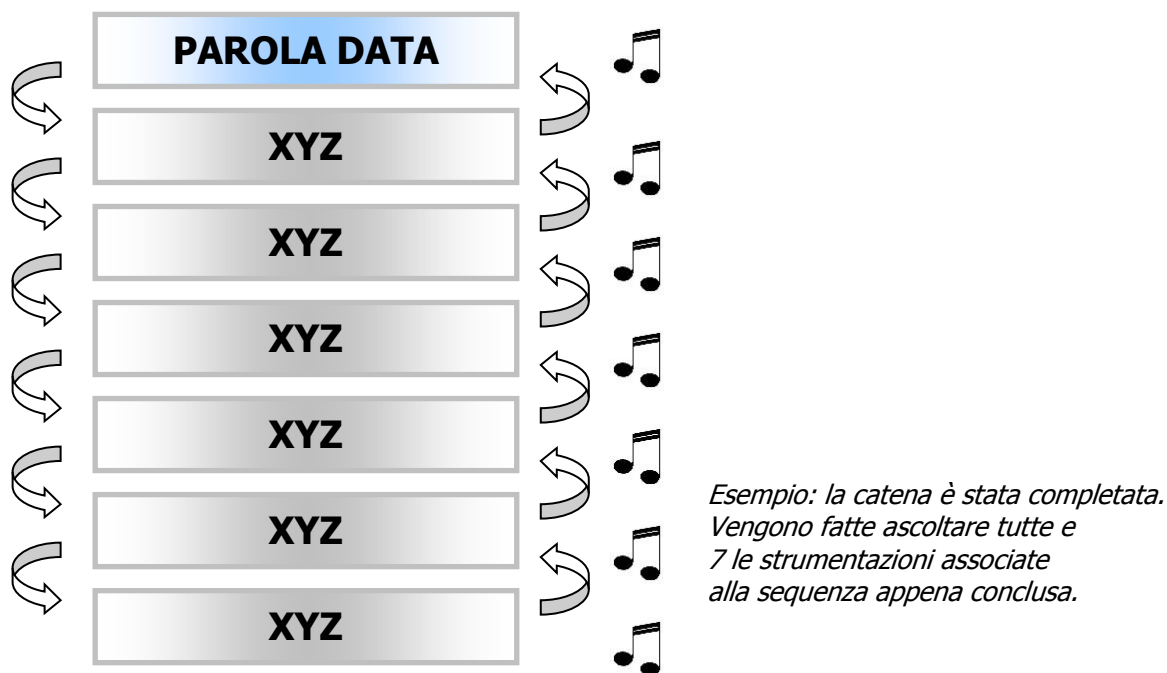 PAROLA DATA
XYZ
XYZ
XYZ
XYZ
XYZ
XYZ
Esempio: la catena è stata completata.
Vengono fatte ascoltare tutte e
7 le strumentazioni associate
alla sequenza appena conclusa.